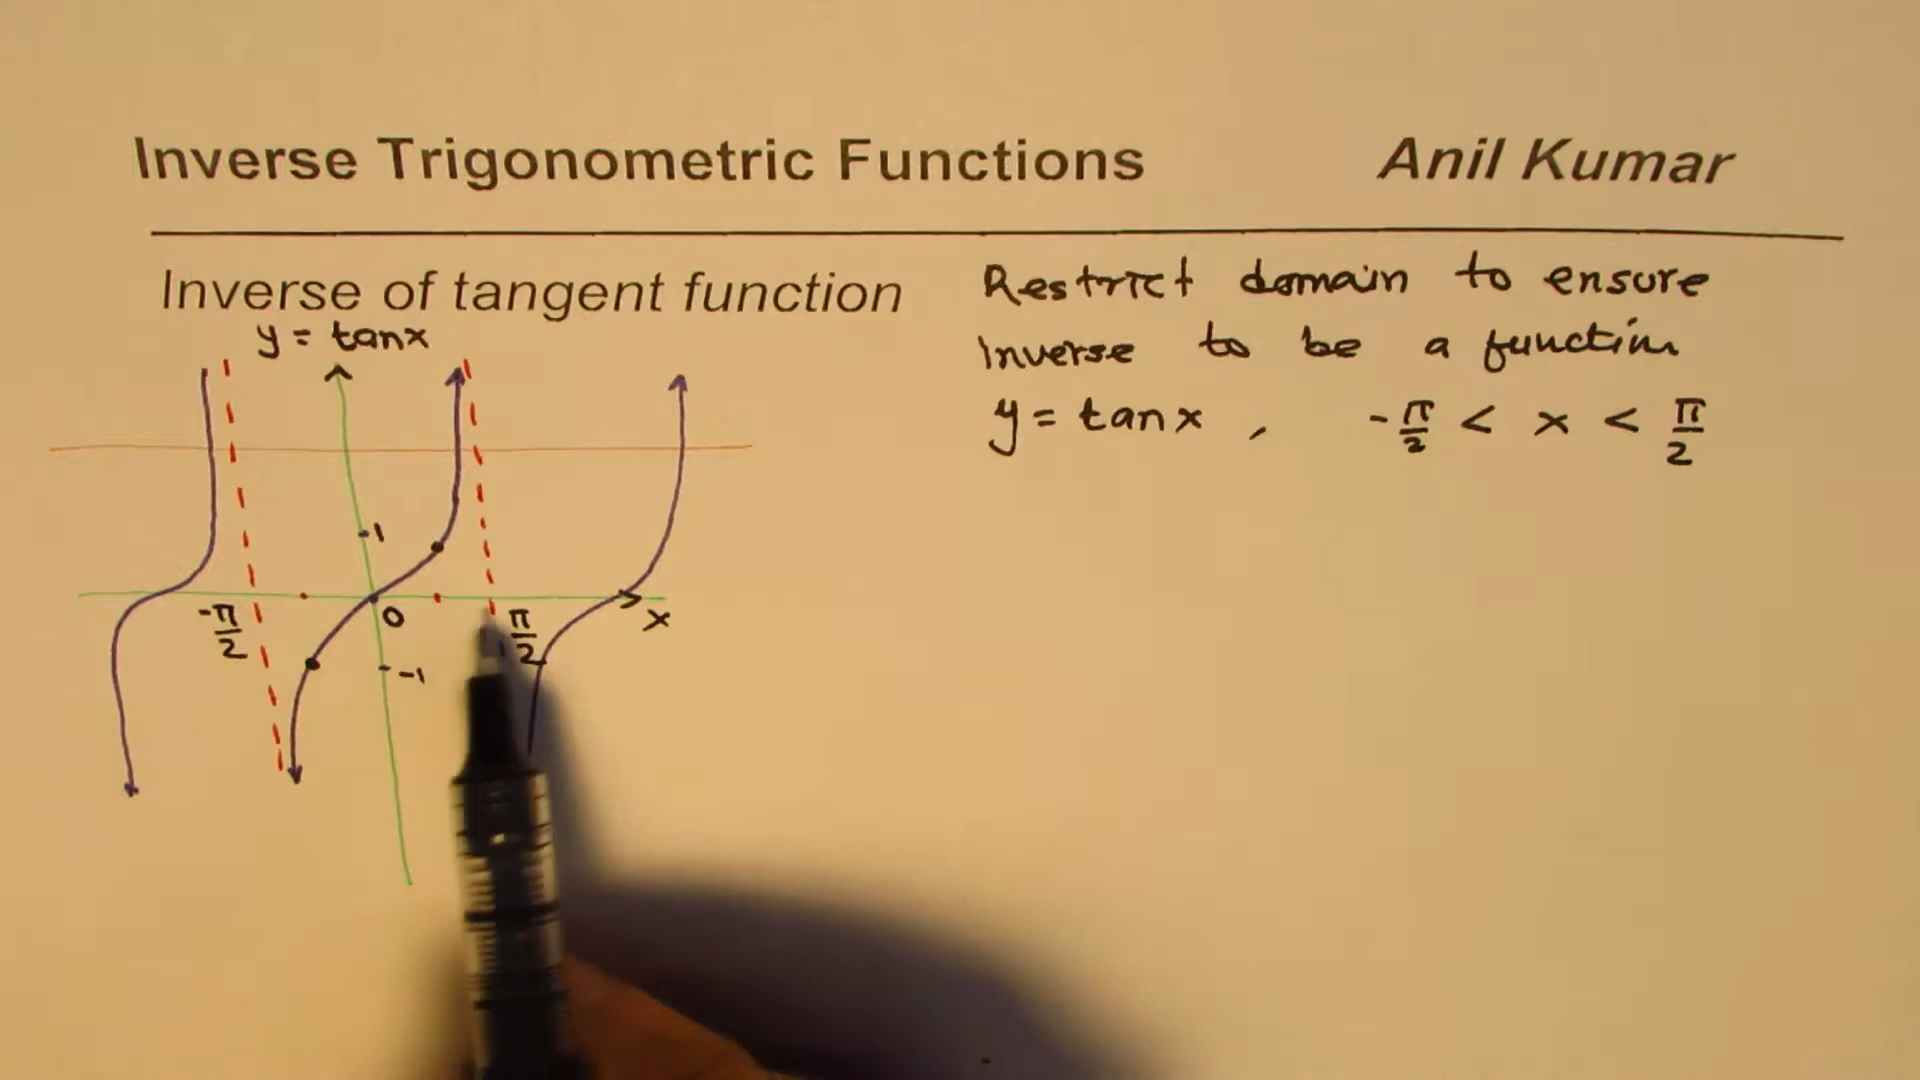 Inverse Trigonometric Functions Anil Kumar
Inverse of tangent function
y = tanx
1
0
-π/2
π/2
x
-1
Restrict domain to ensure
inverse to be a function
y = tanx , -π/2 < x < π/2